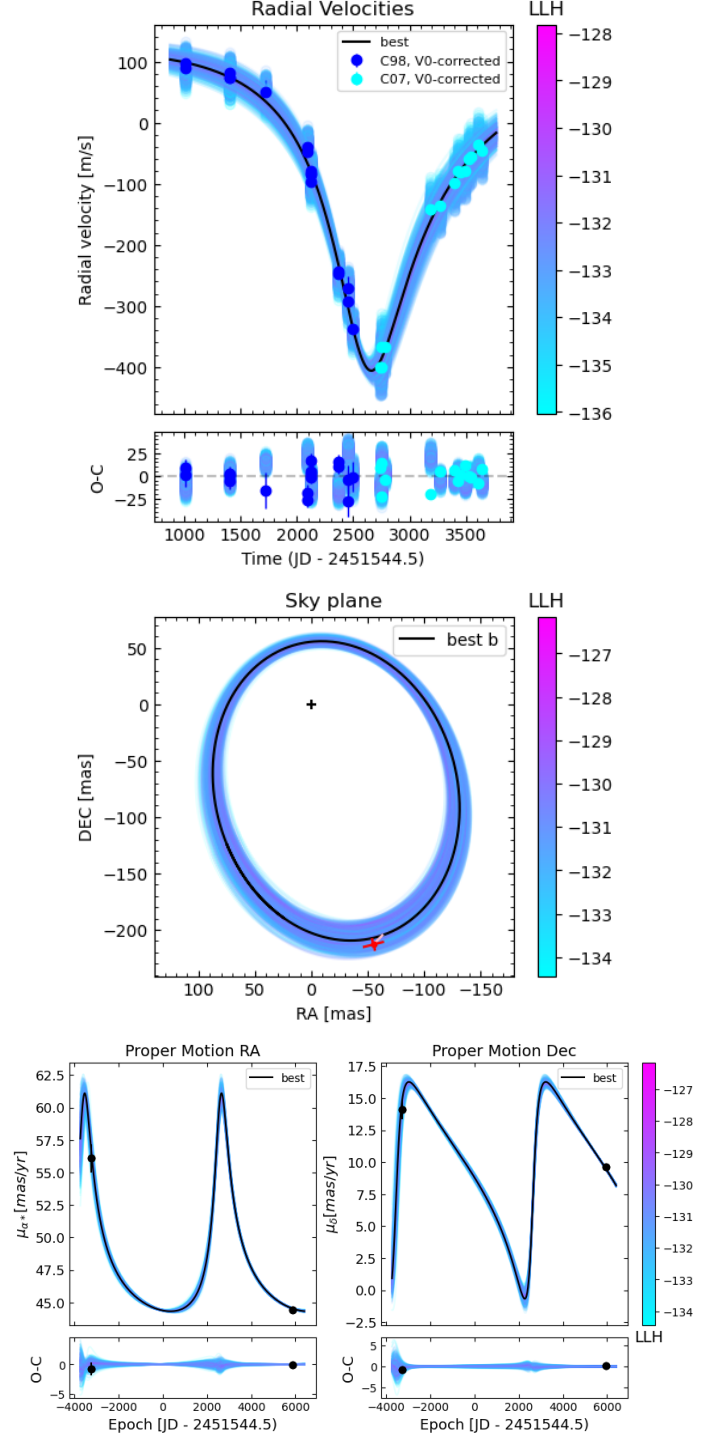 Radial Velocities
LLH
best
C98, V0-corrected
C07, V0-corrected
Radial velocity [m/s]
100
0
−100
−200
−300
−400
−128
−129
−130
−131
−132
−133
−134
−135
−136
O-C
25
0
−25
1000 1500 2000 2500 3000 3500
Time (JD - 2451544.5)
Sky plane
LLH
best b
DEC [mas]
50
0
−50
−100
−150
−200
−127
−128
−129
−130
−131
−132
−133
−134
100 50 0 −50 −100 −150
RA [mas]
Proper Motion RA
best
μα* [mas/yr]
62.5
60.0
57.5
55.0
52.5
50.0
47.5
45.0
O-C
0
−5
−4000 −2000 0 2000 4000 6000
Epoch [JD - 2451544.5)
Proper Motion Dec
best
μδ[mas/yr]
17.5
15.0
12.5
10.0
7.5
5.0
2.5
0.0
−2.5
−127
−128
−129
−130
−131
−132
−133
−134
LLH
O-C
5
0
−5
−4000 −2000 0 2000 4000 6000
Epoch [JD - 2451544.5)